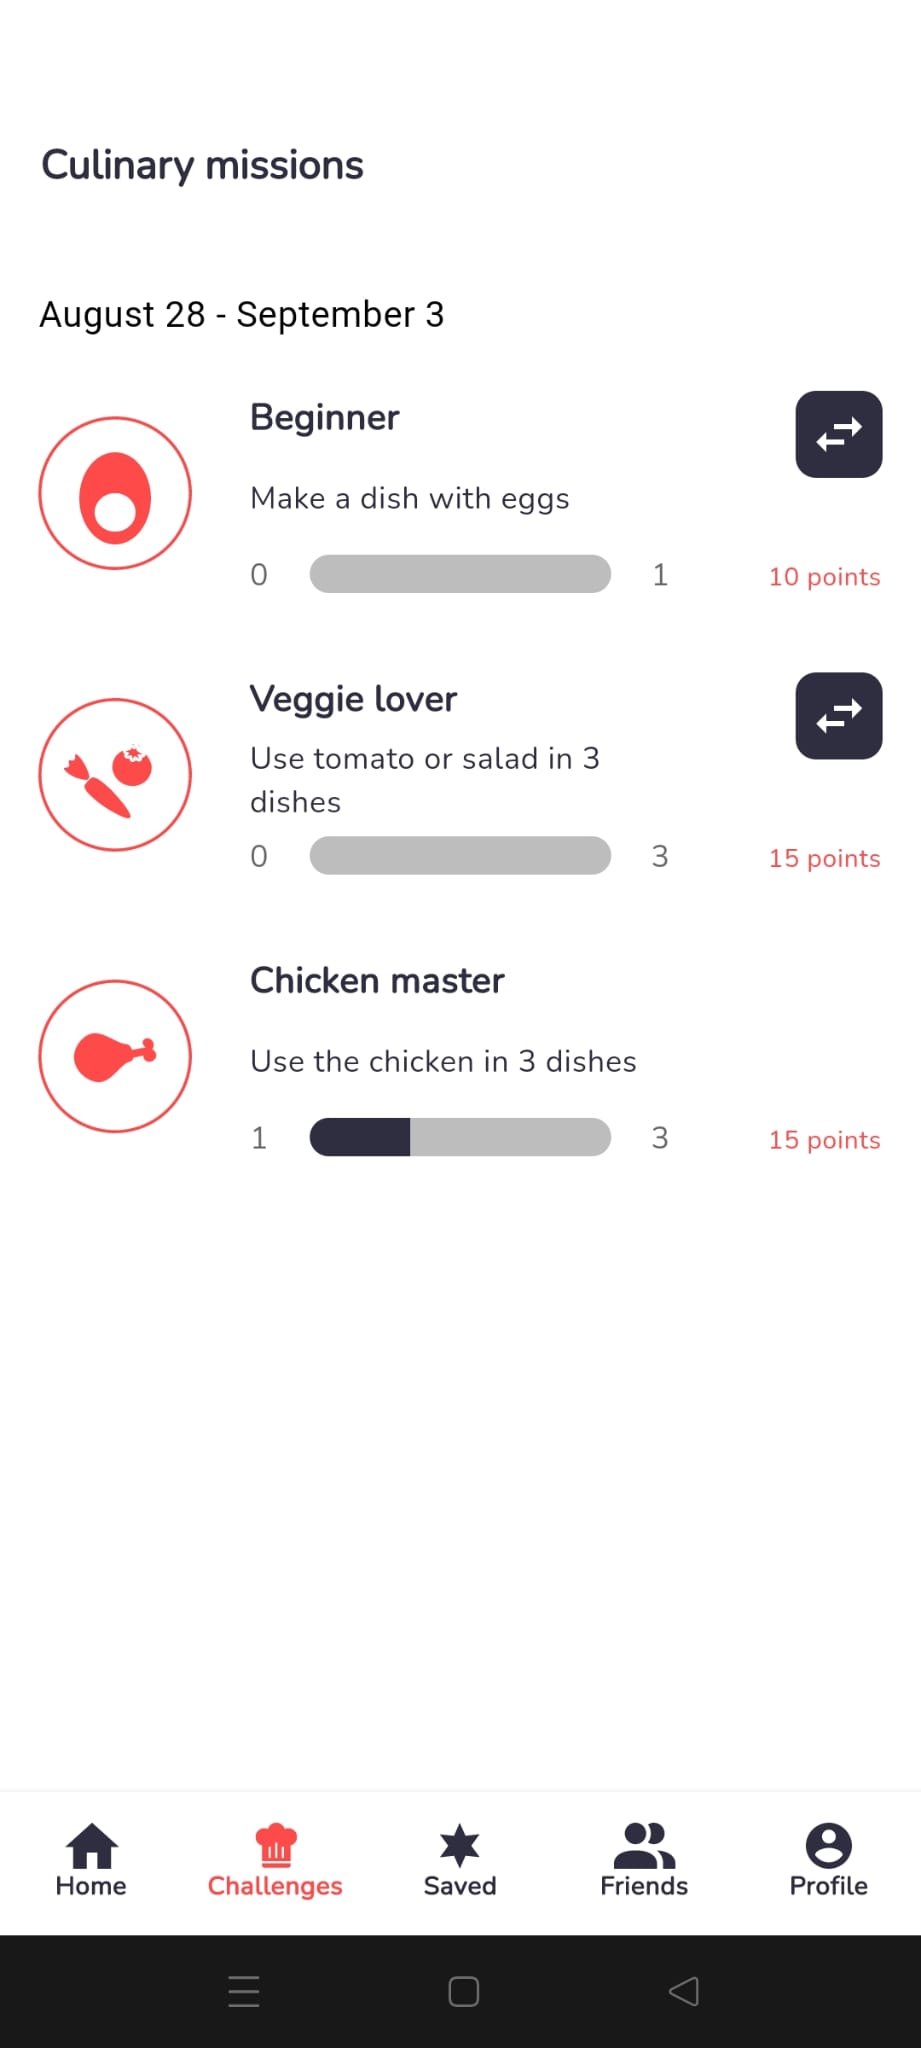 Culinary missions
August 28 - September 3
Beginner
Make a dish with eggs
0 1 10 points
Veggie lover
Use tomato or salad in 3
dishes
0 3 15 points
Chicken master
Use the chicken in 3 dishes
1 3 15 points
Home Challenges Saved Friends Profile